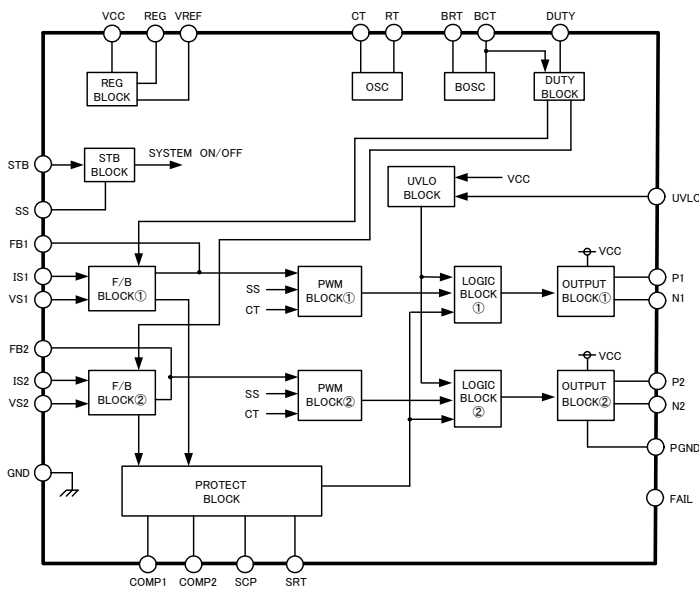 VCC REG VREF CT RT BRT BCT DUTY
REG
BLOCK
OSC
BOSC
DUTY
BLOCK
STB
STB
BLOCK
SYSTEM ON/OFF
SS
UVLO
BLOCK
VCC
UVLO
FB1
IS1
VS1
F/B
BLOCK①
SS
CT
PWM
BLOCK①
LOGIC
BLOCK
①
VCC
OUTPUT
BLOCK①
P1
N1
FB2
IS2
VS2
F/B
BLOCK②
SS
CT
PWM
BLOCK②
LOGIC
BLOCK
②
VCC
OUTPUT
BLOCK②
P2
N2
PGND
GND
PROTECT
BLOCK
FAIL
COMP1 COMP2 SCP SRT